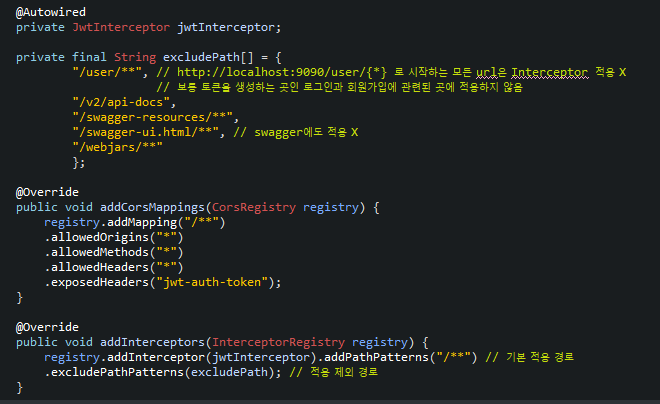 @Autowired
private JwtInterceptor jwtInterceptor;
private final String excludePath[] = {
"/user/**", // http://localhost:9090/user/{*} 로 시작하는 모든 url은 Interceptor 적용 X
// 보통 토큰을 생성하는 곳인 로그인과 회원가입에 관련된 곳에 적용하지 않음
"/v2/api-docs",
"/swagger-resources/**",
"/swagger-ui.html/**", // swagger에도 적용 X
"/webjars/**"
};
@Override
public void addCorsMappings(CorsRegistry registry) {
registry.addMapping("/**")
.allowedOrigins("*")
.allowedMethods("*")
.allowedHeaders("*")
.exposedHeaders("jwt-auth-token");
}
@Override
public void addInterceptors(InterceptorRegistry registry) {
registry.addInterceptor(jwtInterceptor).addPathPatterns("/**") // 기본 적용 경로
.excludePathPatterns(excludePath); // 적용 제외 경로
}